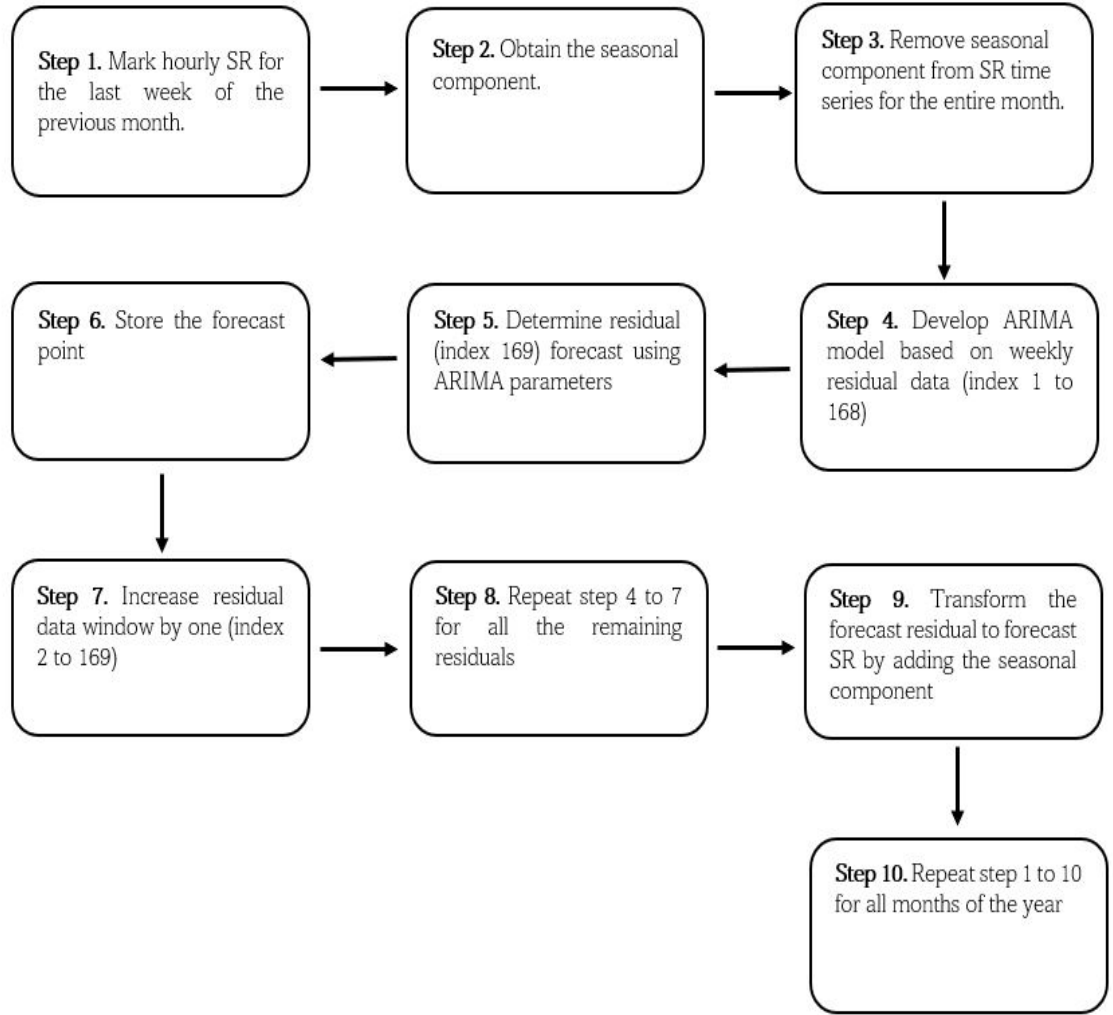 Step 1. Mark hourly SR for
the last week of the
previous month.
Step 2. Obtain the seasonal
component.
Step 3. Remove seasonal
component from SR time
series for the entire month.
Step 4. Develop ARIMA
model based on weekly
residual data (index 1 to
168)
Step 5. Determine residual
(index 169) forecast using
ARIMA parameters
Step 6. Store the forecast
point
Step 7. Increase residual
data window by one (index
2 to 169)
Step 8. Repeat step 4 to 7
for all the remaining
residuals
Step 9. Transform the
forecast residual to forecast
SR by adding the seasonal
component
Step 10. Repeat step 1 to 10
for all months of the year